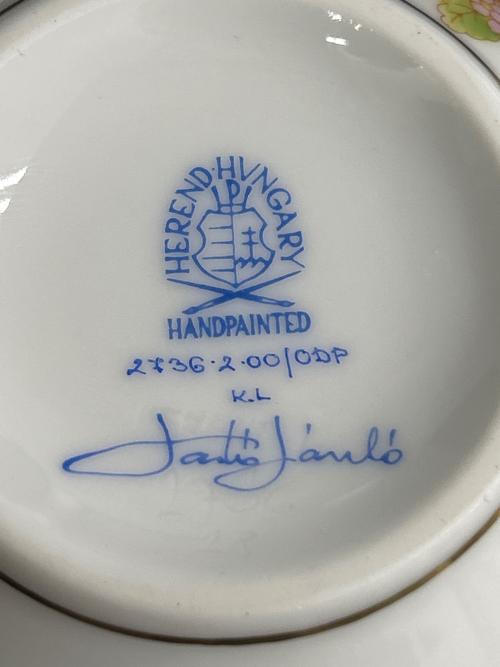 HEREND·HUNGARY
HANDPAINTED
2736·2·00/ODP
K.L